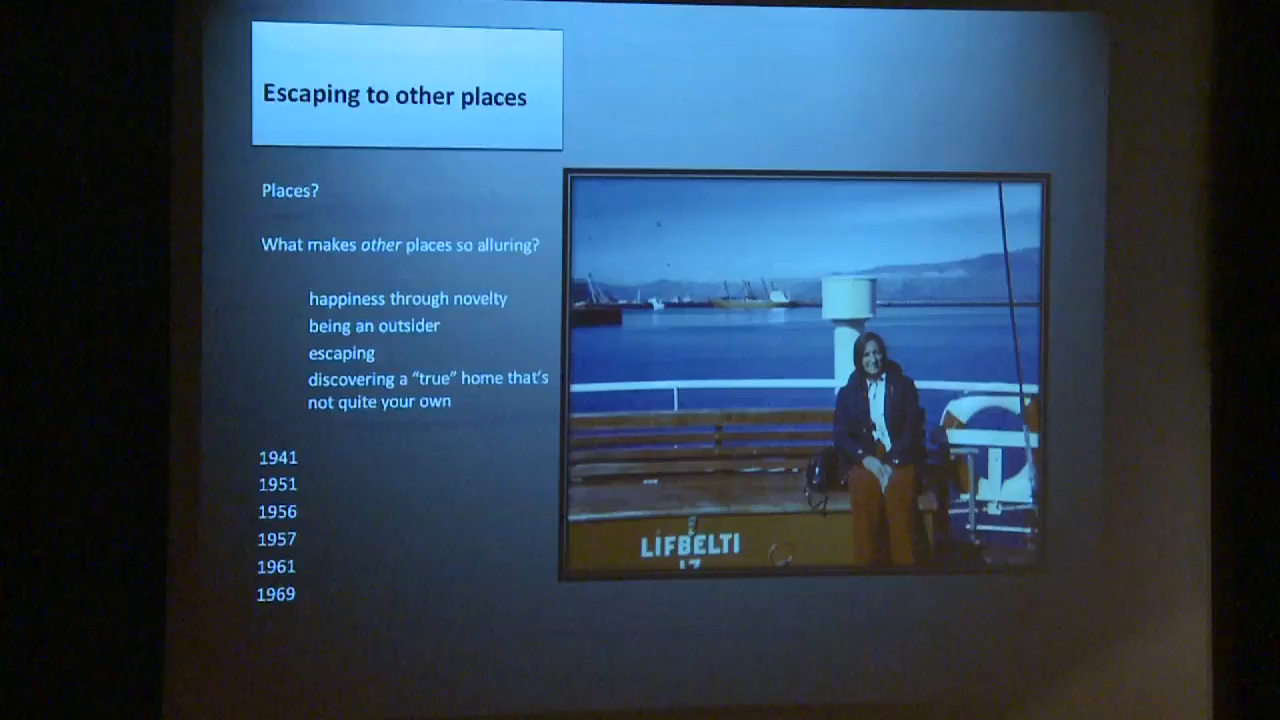 Escaping to other places
Places?
What makes other places so alluring?
happiness through novelty
being an outsider
escaping
discovering a “true” home that’s
not quite your own
1941
1951
1956
1957
1961
1969
LÍFBELTI
17